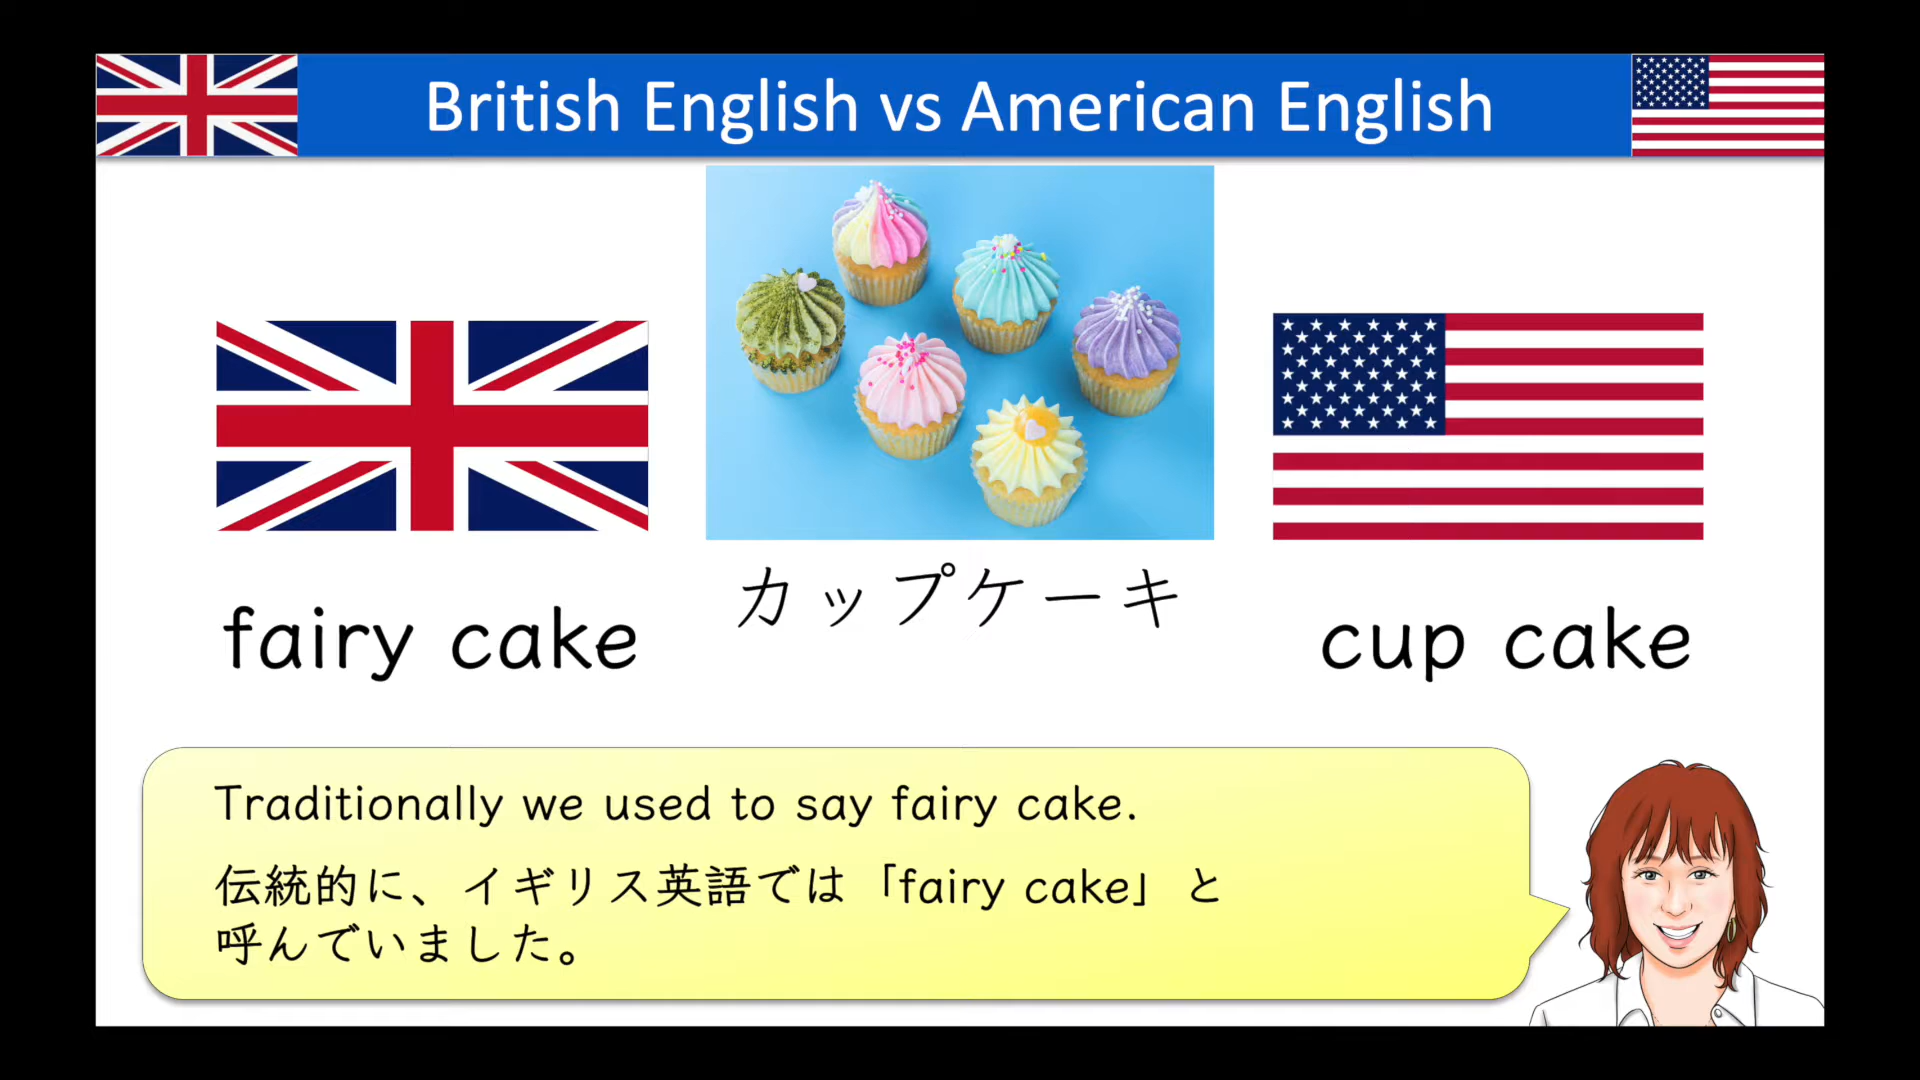 British English vs American English
カップケーキ
fairy cake
cup cake
Traditionally we used to say fairy cake.
伝統的に、イギリス英語では「fairy cake」と
呼んでいました。